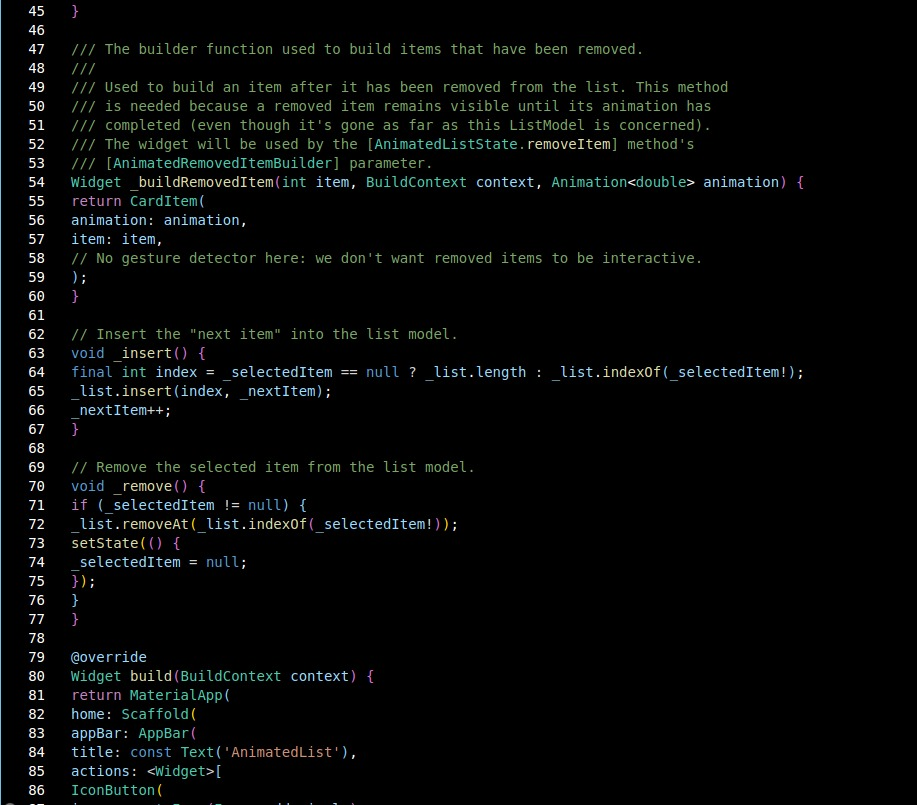 45 }
46
47 /// The builder function used to build items that have been removed.
48 ///
49 /// Used to build an item after it has been removed from the list. This method
50 /// is needed because a removed item remains visible until its animation has
51 /// completed (even though it's gone as far as this ListModel is concerned).
52 /// The widget will be used by the [AnimatedListState.removeItem] method's
53 /// [AnimatedRemovedItemBuilder] parameter.
54 Widget _buildRemovedItem(int item, BuildContext context, Animation<double> animation) {
55 return CardItem(
56 animation: animation,
57 item: item,
58 // No gesture detector here: we don't want removed items to be interactive.
59 );
60 }
61
62 // Insert the "next item" into the list model.
63 void _insert() {
64 final int index = _selectedItem == null ? _list.length : _list.indexOf(_selectedItem!);
65 _list.insert(index, _nextItem);
66 _nextItem++;
67 }
68
69 // Remove the selected item from the list model.
70 void _remove() {
71 if (_selectedItem != null) {
72 _list.removeAt(_list.indexOf(_selectedItem!));
73 setState(() {
74 _selectedItem = null;
75 });
76 }
77 }
78
79 @override
80 Widget build(BuildContext context) {
81 return MaterialApp(
82 home: Scaffold(
83 appBar: AppBar(
84 title: const Text('AnimatedList'),
85 actions: <Widget>[
86 IconButton(